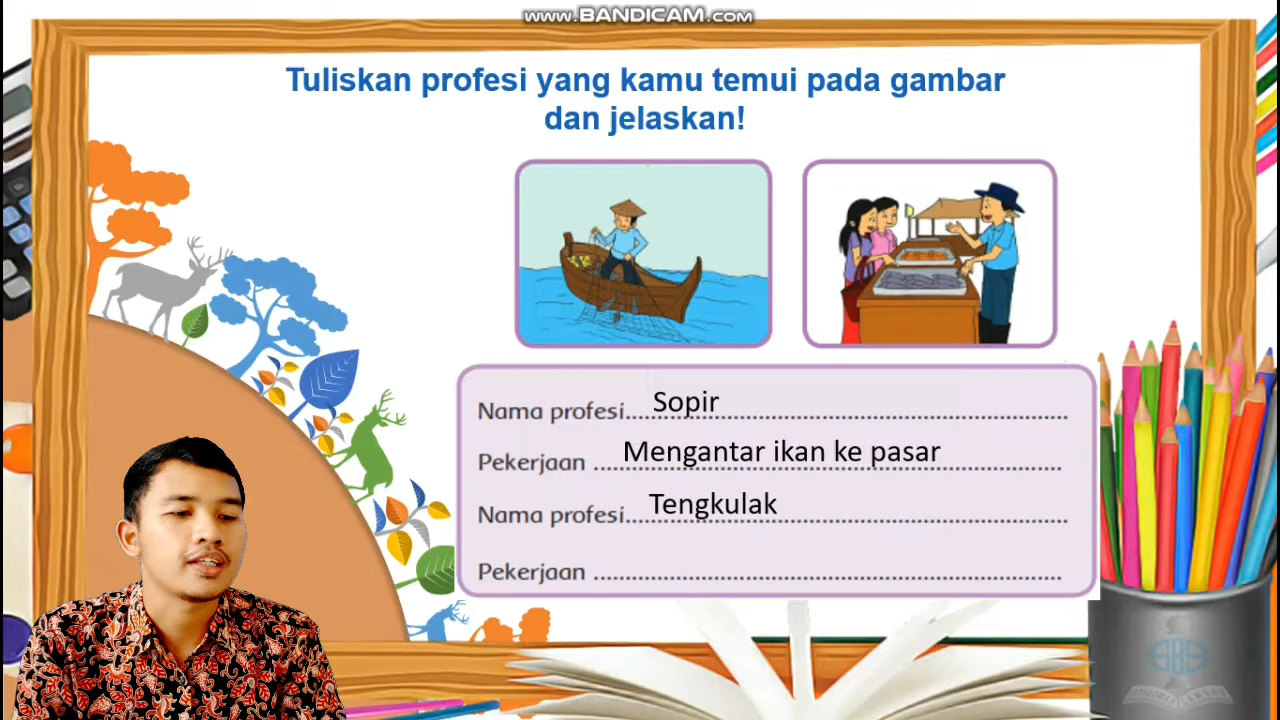 www.BANDICAM.com
Tuliskan profesi yang kamu temui pada gambar
dan jelaskan!
Nama profesi.... Sopir
Pekerjaan .... Mengantar ikan ke pasar
Nama profesi.... Tengkulak
Pekerjaan ....